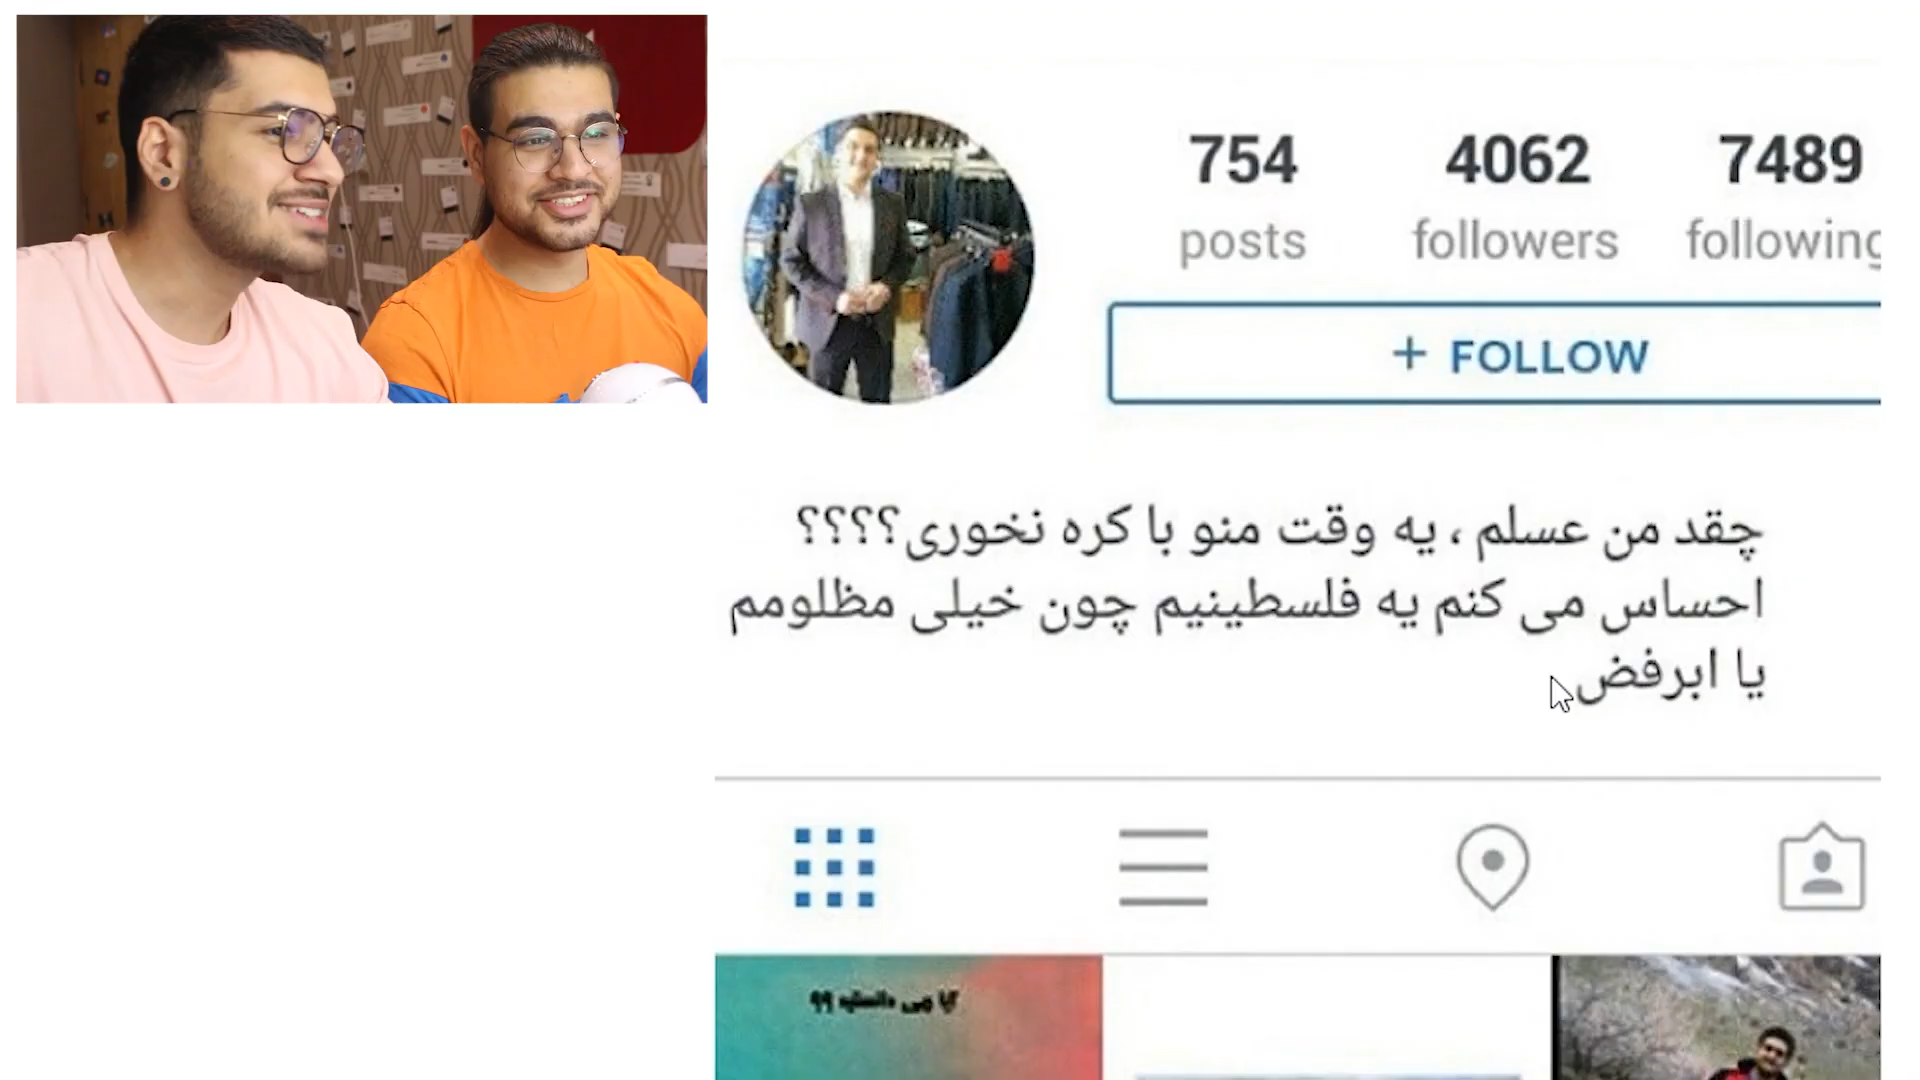 754 4062 7489
posts followers following
+ FOLLOW
چقد من عسلم ، یه وقت منو با کره نخوری؟؟؟؟
احساس می کنم یه فلسطینیم چون خیلی مظلومم
یا ابرفض